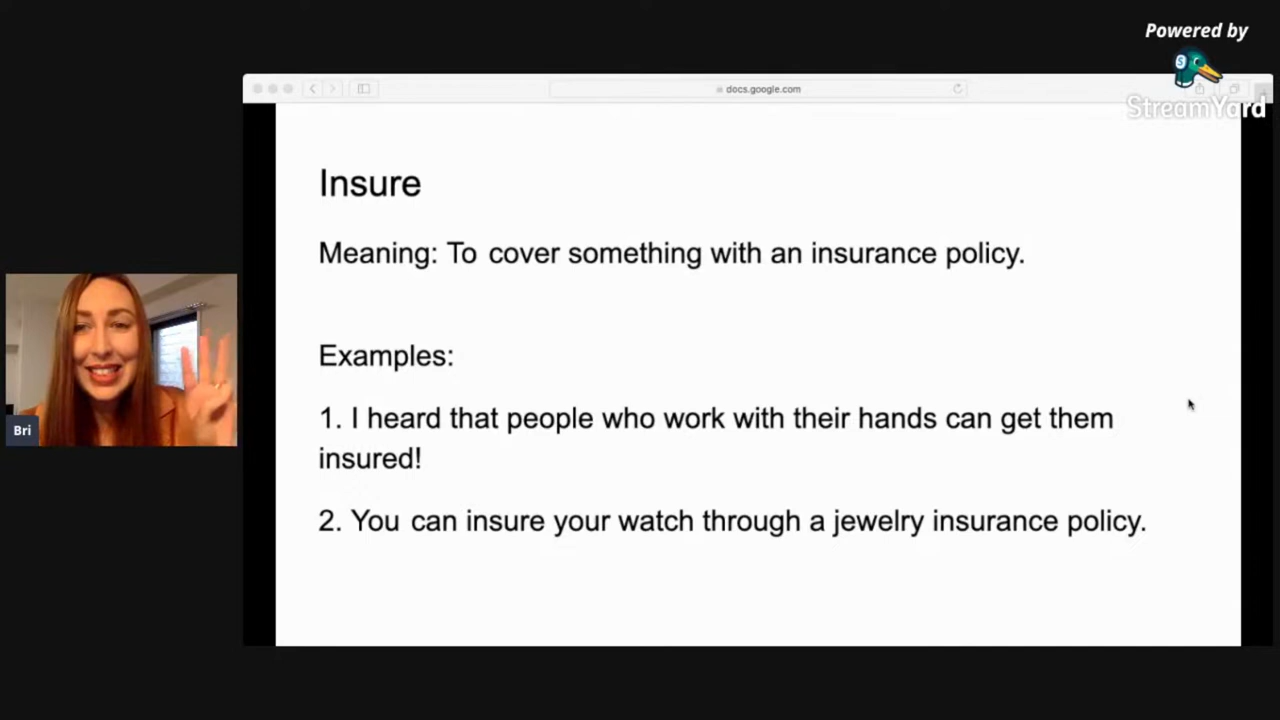 Powered by
StreamYard
docs.google.com
Insure
Meaning: To cover something with an insurance policy.
Examples:
1. I heard that people who work with their hands can get them
insured!
2. You can insure your watch through a jewelry insurance policy.
Bri